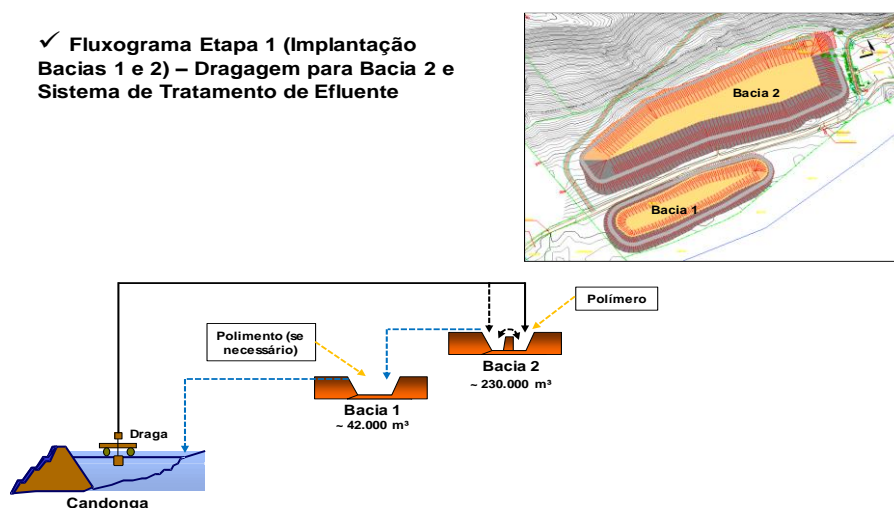 ✓ Fluxograma Etapa 1 (Implantação
Bacias 1 e 2) – Dragagem para Bacia 2 e
Sistema de Tratamento de Efluente
Bacia 2
Bacia 1
Polímero
Polimento (se
necessário)
Bacia 2
~ 230.000 m³
Bacia 1
~ 42.000 m³
Draga
Candonga